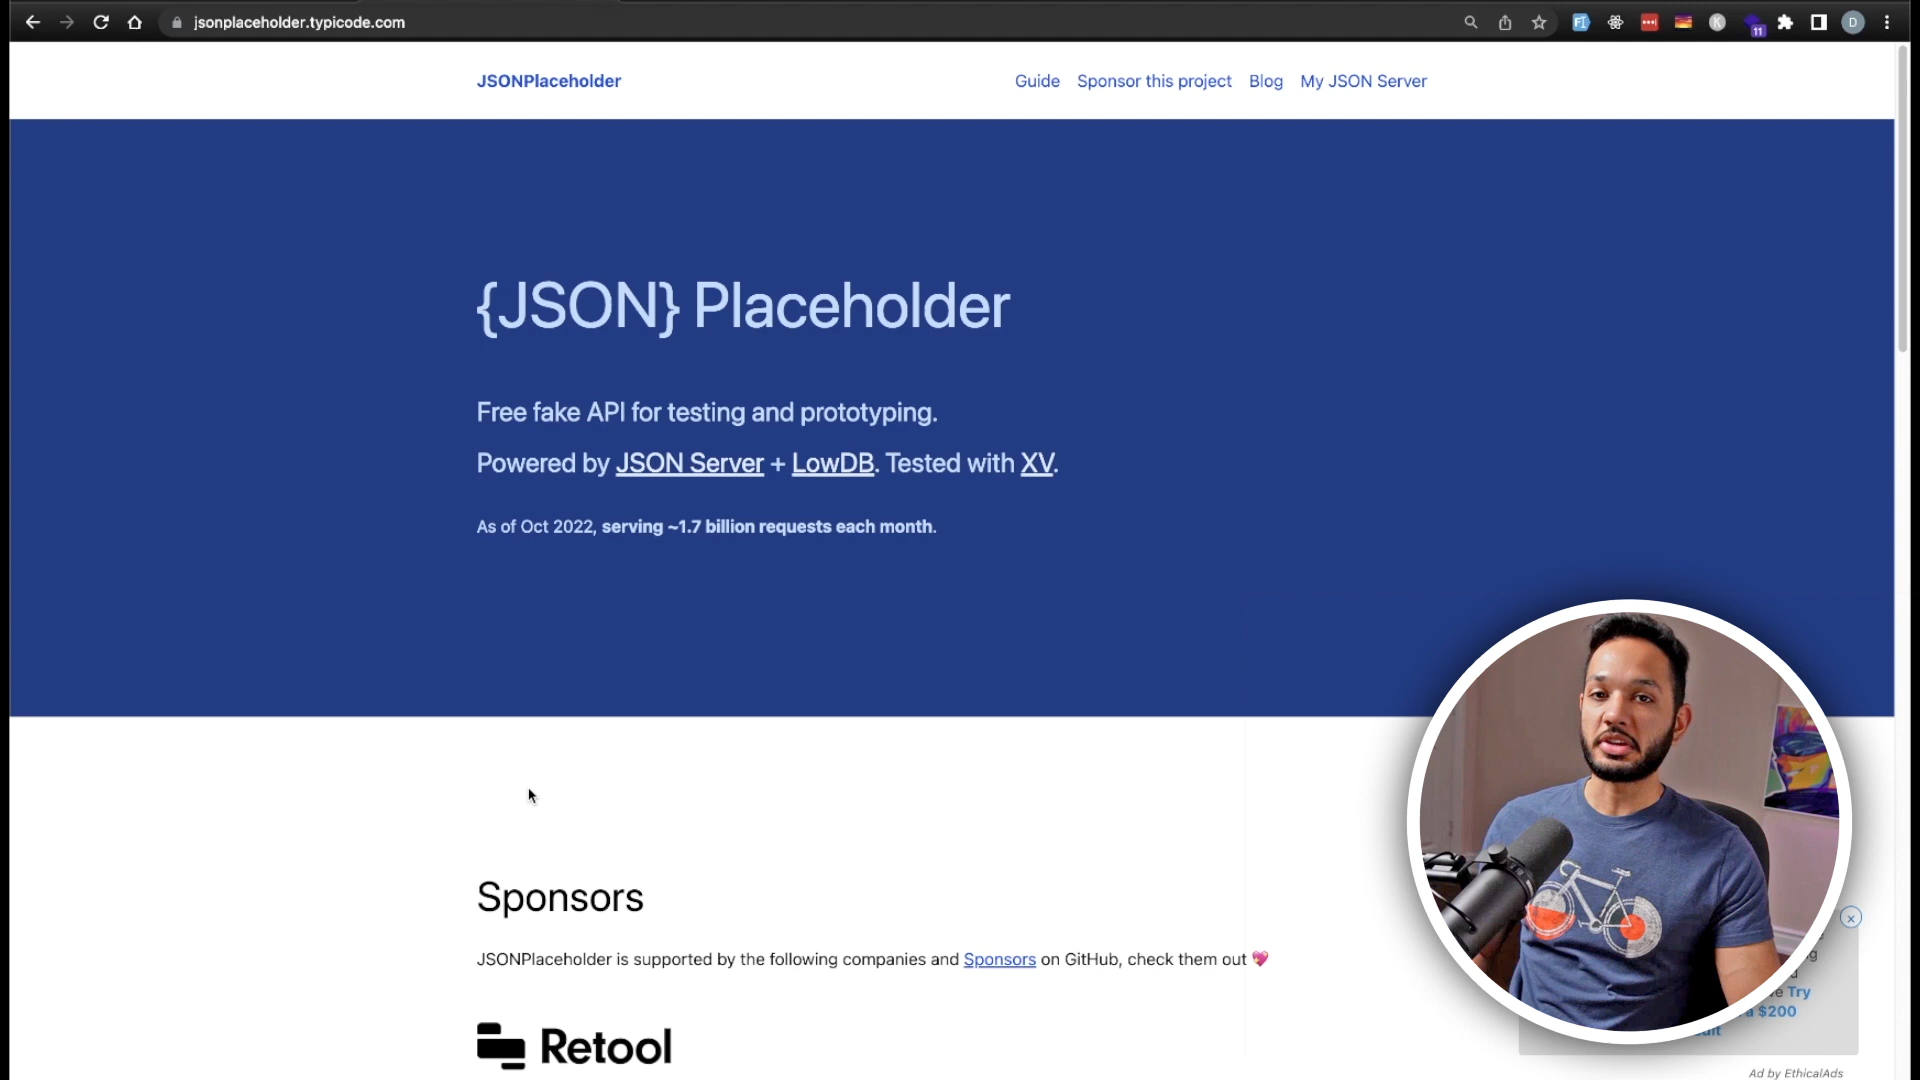 jsonplaceholder.typicode.com
11
D
JSONPlaceholder
Guide
Sponsor this project
Blog
My JSON Server
{JSON} Placeholder
Free fake API for testing and prototyping.
Powered by JSON Server + LowDB. Tested with XV.
As of Oct 2022, serving ~1.7 billion requests each month.
Sponsors
JSONPlaceholder is supported by the following companies and Sponsors on GitHub, check them out 💖
Try
a $200
Retool
Ad by EthicalAds